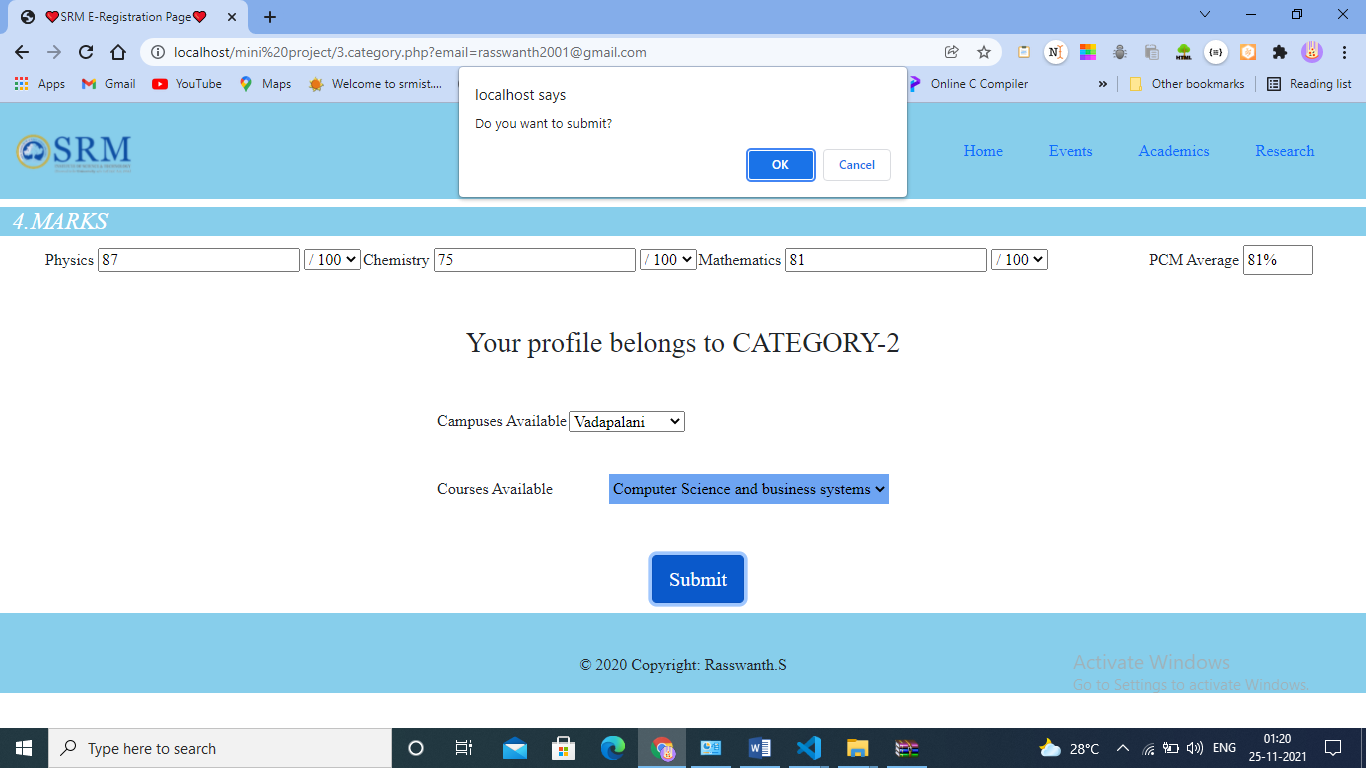 ❤️SRM E-Registration Page❤️
localhost/mini%20project/3.category.php?email=rasswanth2001@gmail.com
Apps Gmail YouTube Maps Welcome to srmist.... Online C Compiler » Other bookmarks Reading list
localhost says
Do you want to submit?
OK Cancel
SRM
Home Events Academics Research
4.MARKS
Physics 87 / 100 Chemistry 75 / 100 Mathematics 81 / 100 PCM Average 81%
Your profile belongs to CATEGORY-2
Campuses Available Vadapalani
Courses Available Computer Science and business systems
Submit
© 2020 Copyright: Rasswanth.S
Activate Windows
Go to Settings to activate Windows.
Type here to search
28°C ENG
01:20
25-11-2021